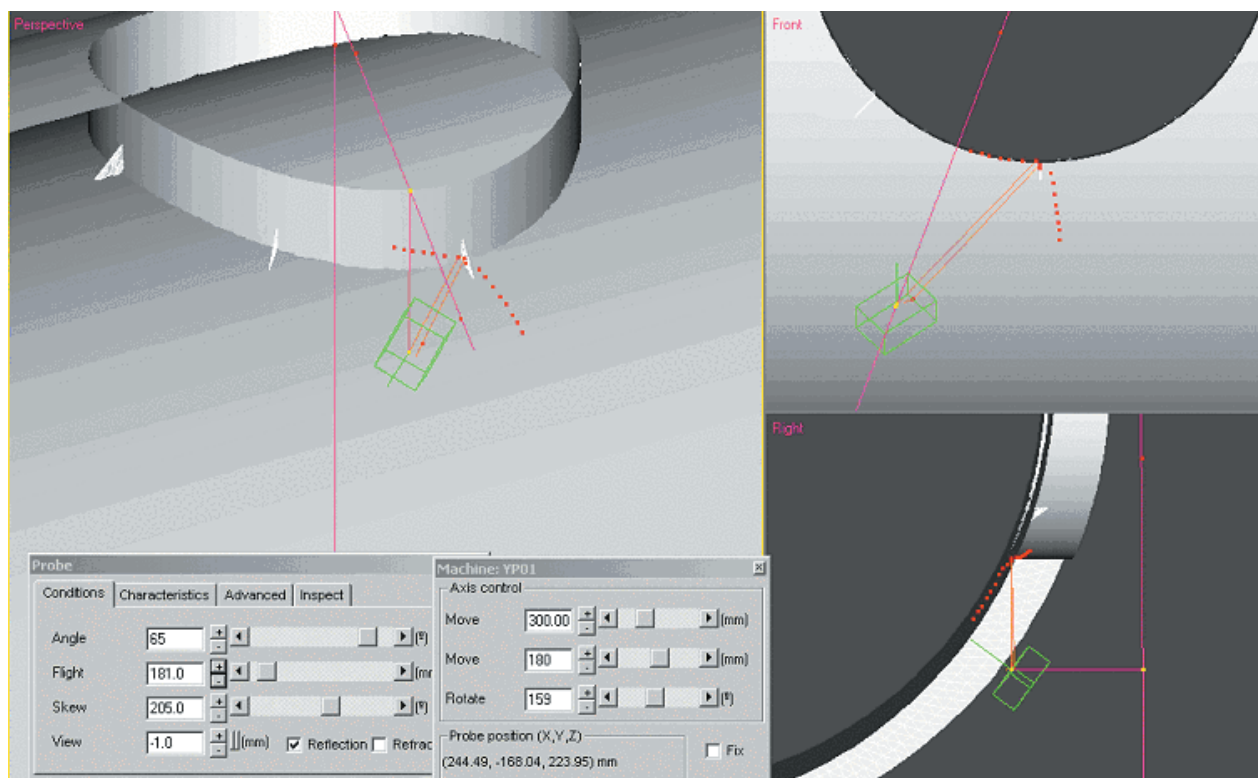 Perspective
Front
Right
Probe
Conditions Characteristics Advanced Inspect
Angle 65 + - (º)
Flight 181.0 + -
Skew 205.0 + - (º)
View -1.0 + - (mm) Reflection
Machine: YP01
Axis control
Move 300.00 + - (mm)
Move 180 + - (mm)
Rotate 159 + - (º)
Probe position (X,Y,Z)
(244.49, -168.04, 223.95) mm
Fix